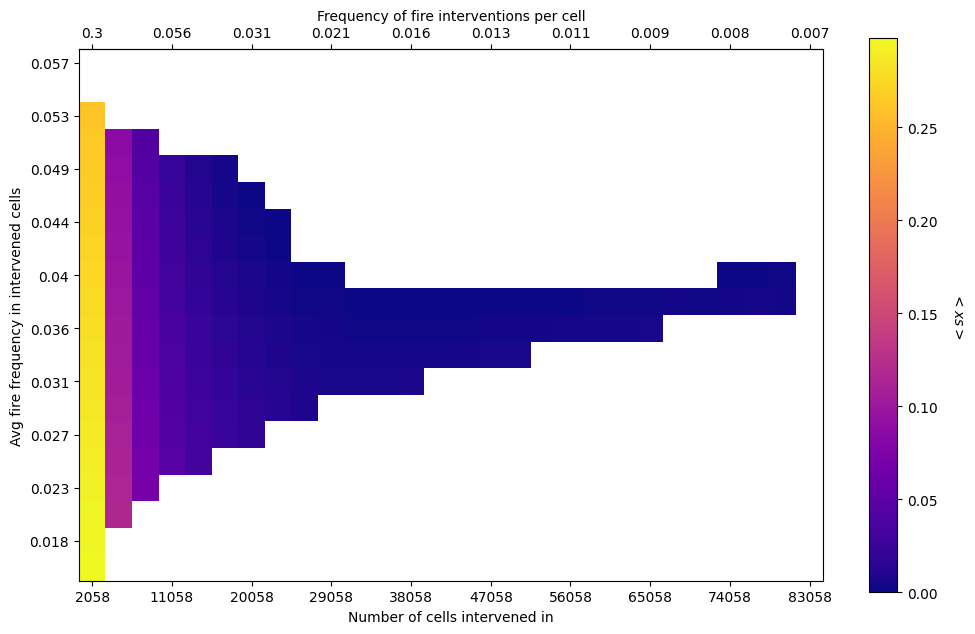 Frequency of fire interventions per cell
0.3 0.056 0.031 0.021 0.016 0.013 0.011 0.009 0.008 0.007
Avg fire frequency in intervened cells
0.057
0.053
0.049
0.044
0.04
0.036
0.031
0.027
0.023
0.018
2058 11058 20058 29058 38058 47058 56058 65058 74058 83058
Number of cells intervened in
0.25
0.20
0.15
0.10
0.05
0.00
< sx >